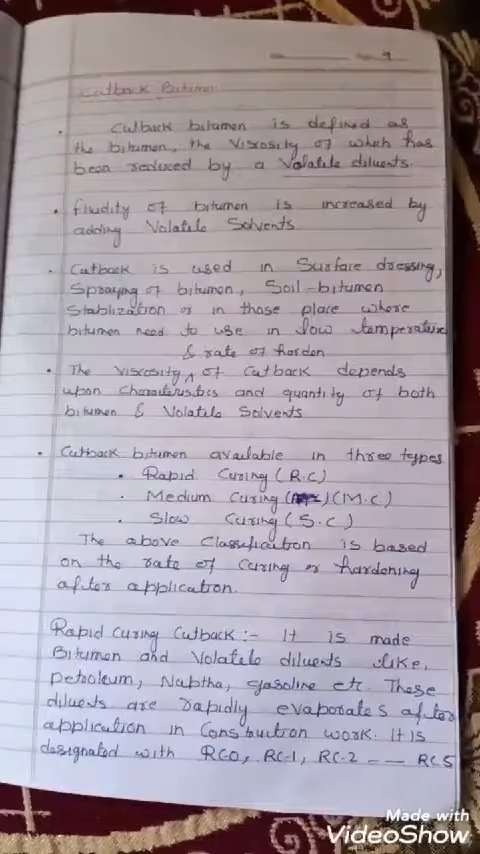 9
Cutback Bitumen
• Cutback bitumen is defined as
the bitumen, the Viscosity of which has
been reduced by a Volatile diluents.
• Fluidity of bitumen is increased by
adding Volatile Solvents
• Cutback is used in Surface dressing,
Spraying of bitumen, Soil-bitumen
Stablization or in those place where
bitumen need to use in low temperature
& rate of harden
• The Viscosity ^ of Cutback depends
upon Characteristics and quantity of both
bitumen & Volatile Solvents
• Cutback bitumen available in three types
• Rapid Curing (R.C)
• Medium Curing (M.C)
• Slow Curing (S.C)
The above Classification is based
on the rate of Curing or hardening
after application.
Rapid Curing Cutback :- It is made
Bitumen and Volatile diluents like,
Petroleum, Nabtha, gasoline etc. These
diluents are rapidly evaporates after
application in Construction work. It is
designated with RC0, RC-1, RC-2 -- RC5
Made with
VideoShow